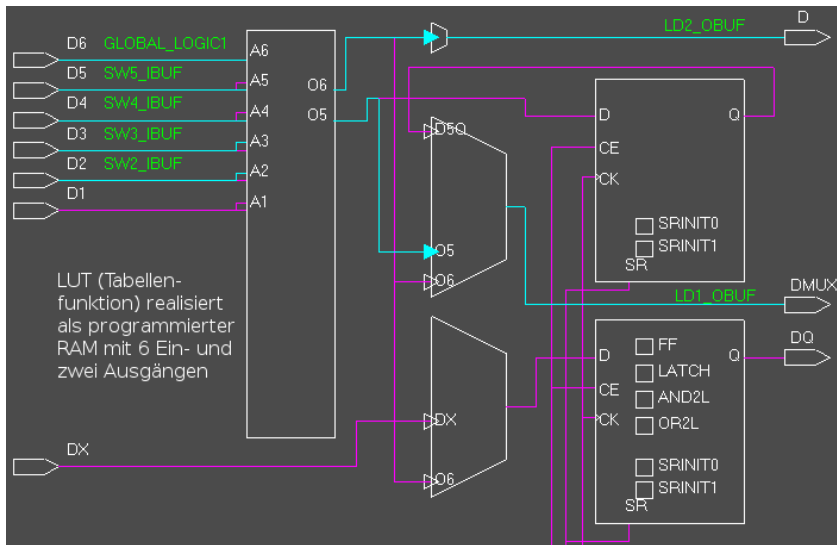 D
LD2_OBUF
D6 GLOBAL_LOGIC1
A6
D5 SW5_IBUF
A5
O6
D4 SW4_IBUF
A4
O5
D Q
D5Q
D3 SW3_IBUF
A3
CE
D2 SW2_IBUF
A2
CK
D1
A1
SRINIT0
O5
SRINIT1
SR
O6
DMUX
LD1_OBUF
LUT (Tabellen-
funktion) realisiert
als programmierter
RAM mit 6 Ein- und
zwei Ausgängen
DQ
FF
D Q
LATCH
CE
AND2L
CK
OR2L
DX
DX
SRINIT0
O6
SRINIT1
SR